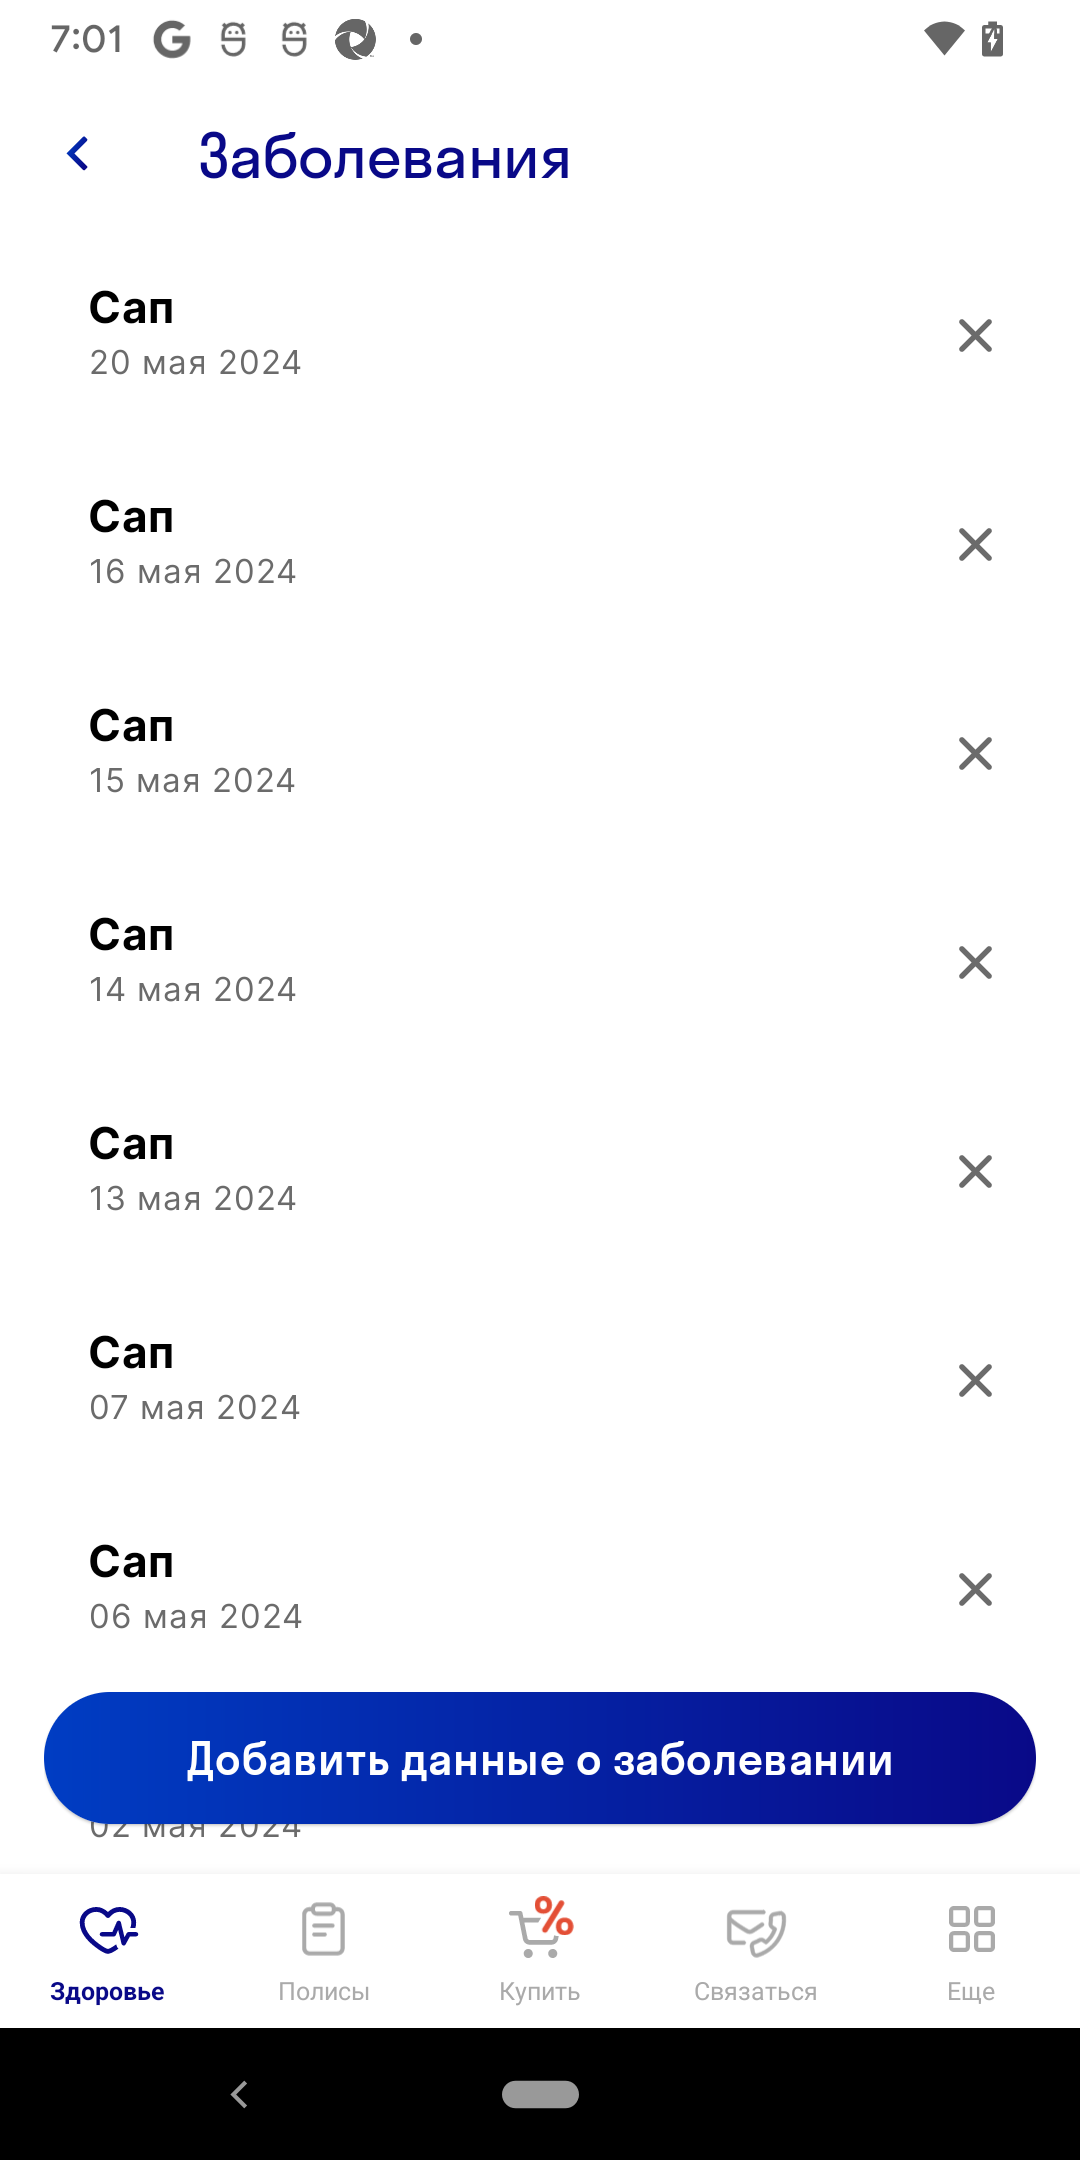 7:01
Заболевания
Сап
20 мая 2024
Сап
16 мая 2024
Сап
15 мая 2024
Сап
14 мая 2024
Сап
13 мая 2024
Сап
07 мая 2024
Сап
06 мая 2024
Добавить данные о заболевании
02 мая 2024
Здоровье
Полисы
Купить
Связаться
Еще